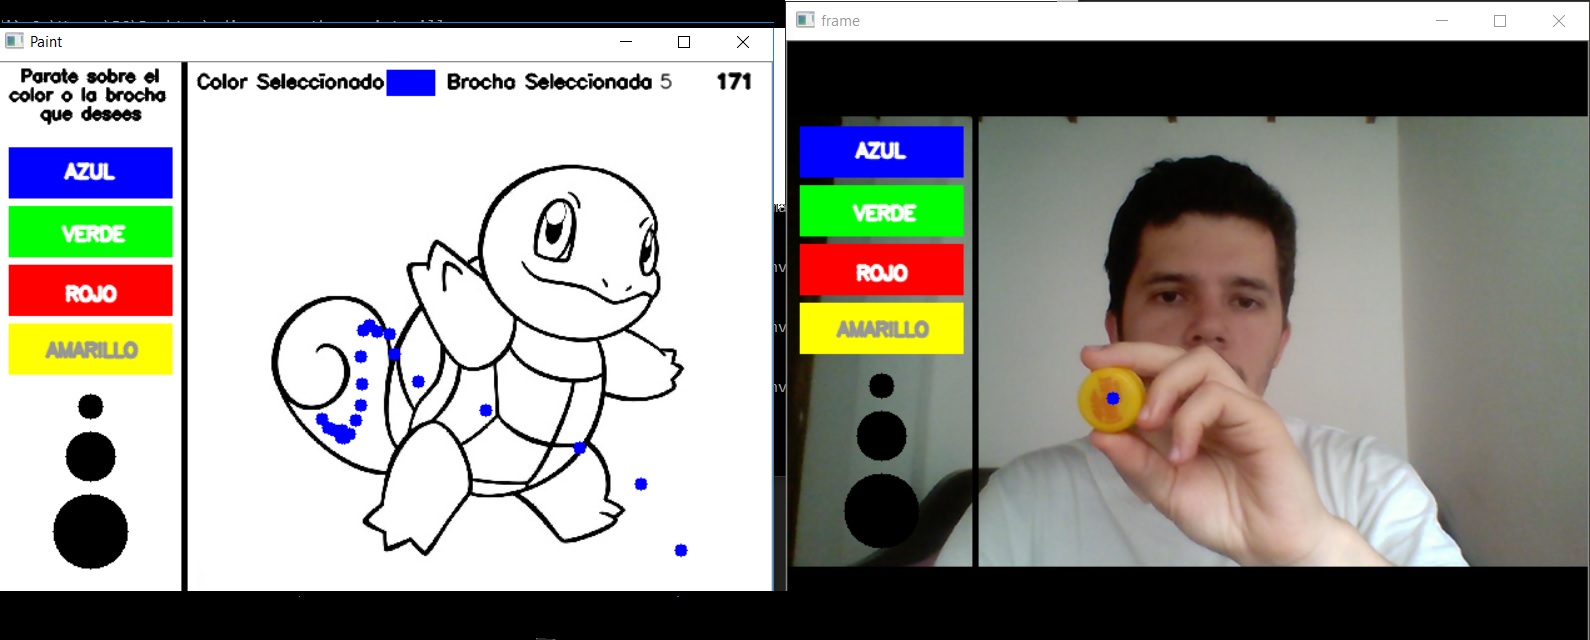 Paint
Parate sobre el
color o la brocha
que desees
Color Seleccionado
Brocha Seleccionada 5
171
AZUL
VERDE
ROJO
AMARILLO
frame
AZUL
VERDE
ROJO
AMARILLO